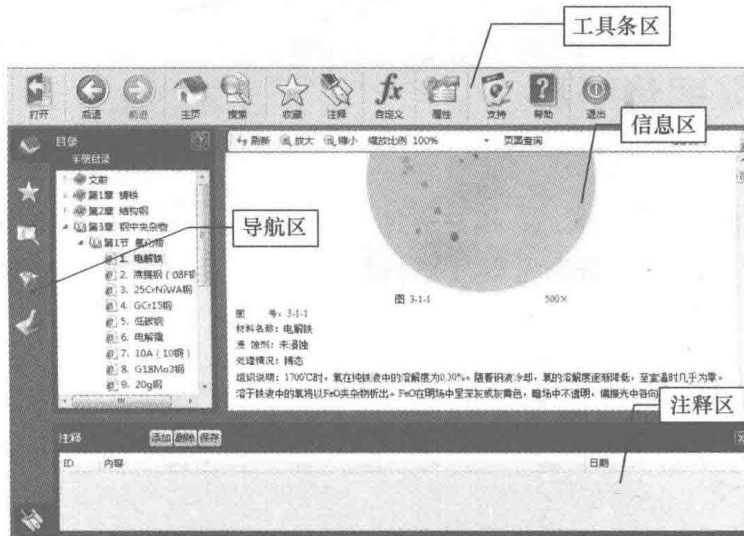 工具条区
打开 后退 前进 主页 搜索 收藏 注释 自定义 属性 支持 帮助 退出
信息区
目录
手册目录
刷新 放大 缩小 缩放比例 100% 页面查询
文前
第1章 铸铁
第2章 结构钢
第3章 钢中夹杂物
第1节 氧化物
1、电解铁
2、沸腾钢（08F钢
3、25CrNiWA钢
4、GCr15钢
5、低碳钢
6、电解镍
7、10A（10钢）
8、G18Mo3钢
9、20g钢
导航区
图 3-1-1 500×
图 号：3-1-1
材料名称：电解铁
浸 蚀剂：未浸蚀
处理情况：铸态
组织说明：1700℃时，氧在纯铁液中的溶解度为0.39%。随着钢液冷却，氧的溶解度逐渐降低，至室温时几乎为零。
溶于铁液中的氧将以FeO夹杂物析出。FeO在明场中呈深灰或灰黄色，暗场中不透明，偏振光中各向
注释区
注释 添加 删除 保存
ID 内容 日期